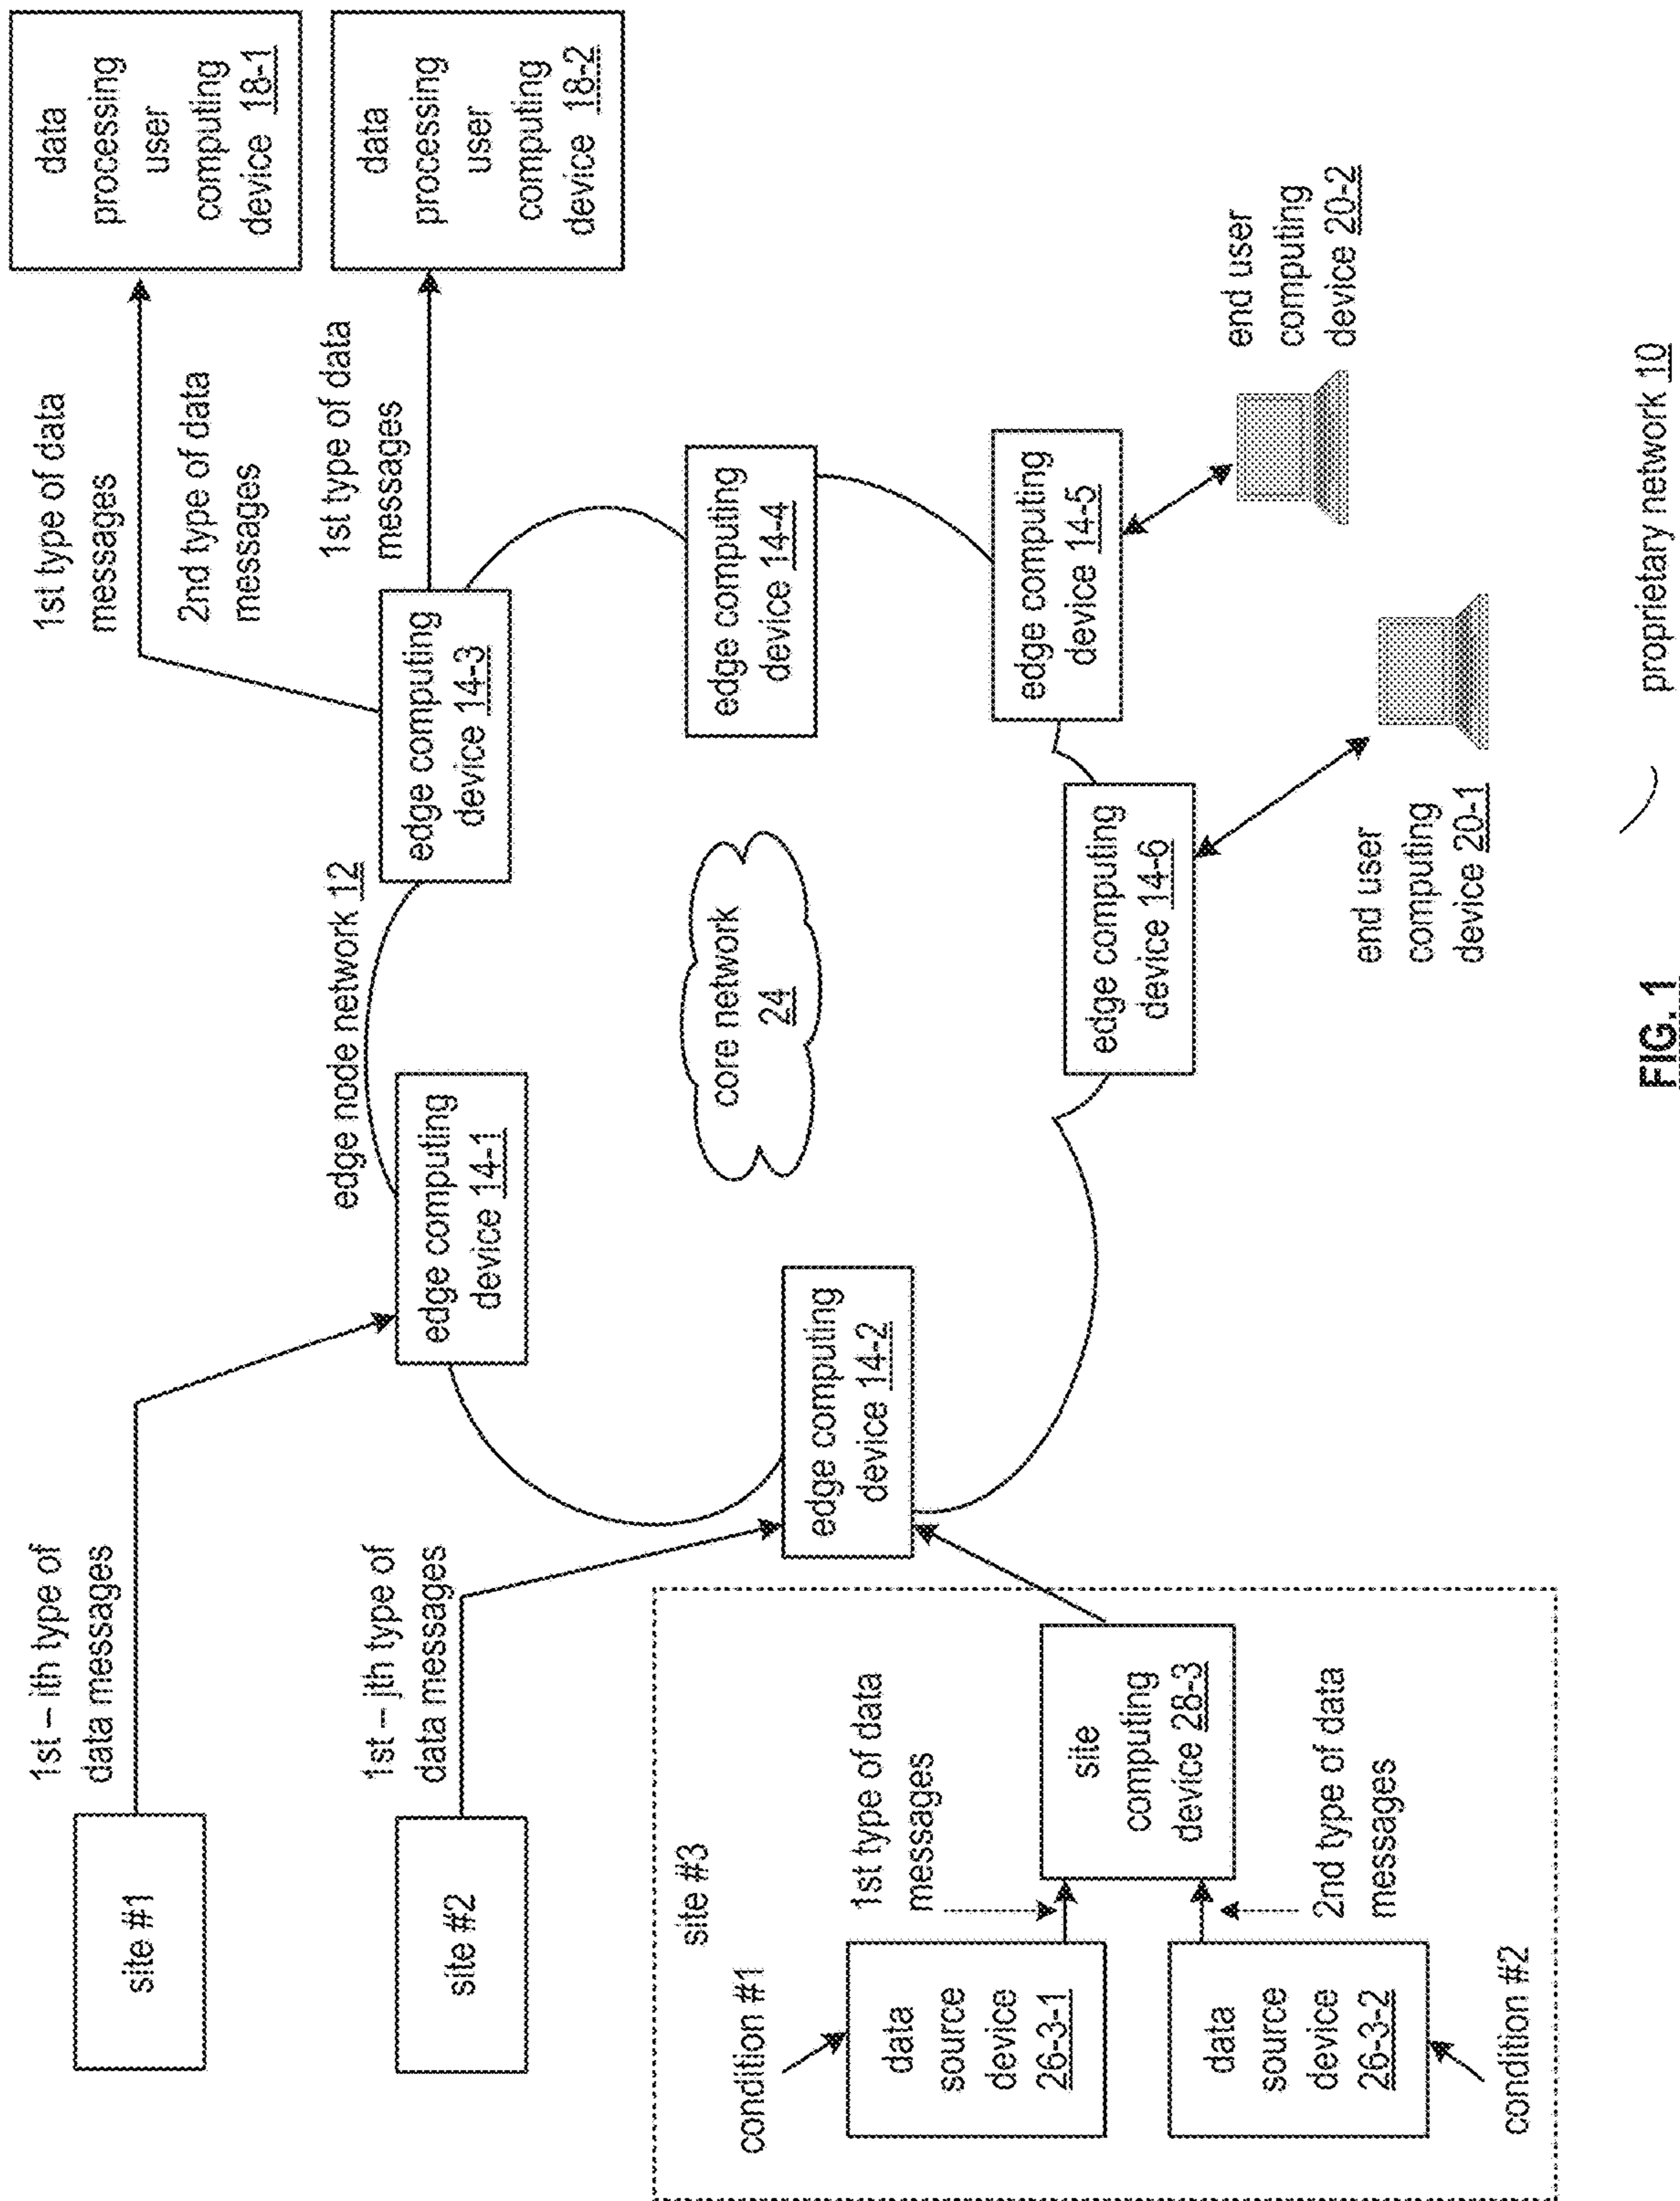 site #1
1st – ith type of
data messages
site #2
1st – jth type of
data messages
site #3
condition #1
data
source
device
26-3-1
1st type of data
messages
data
source
device
26-3-2
condition #2
2nd type of data
messages
site
computing
device 28-3
edge computing
device 14-1
edge computing
device 14-2
edge node network 12
core network
24
edge computing
device 14-3
1st type of data
messages
2nd type of data
messages
1st type of data
messages
data
processing
user
computing
device 18-1
data
processing
user
computing
device 18-2
edge computing
device 14-4
edge computing
device 14-5
edge computing
device 14-6
end user
computing
device 20-1
end user
computing
device 20-2
FIG. 1
proprietary network 10